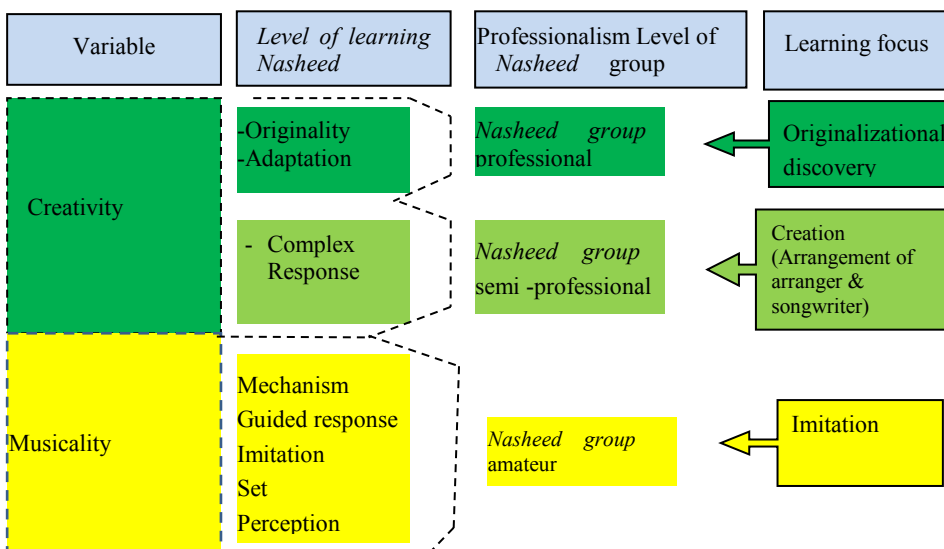 Variable
Level of learning
Nasheed
Professionalism Level of
Nasheed group
Learning focus
Creativity
-Originality
-Adaptation
Nasheed group
professional
Originalizational
discovery
- Complex
Response
Nasheed group
semi -professional
Creation
(Arrangement of
arranger &
songwriter)
Musicality
Mechanism
Guided response
Imitation
Set
Perception
Nasheed group
amateur
Imitation